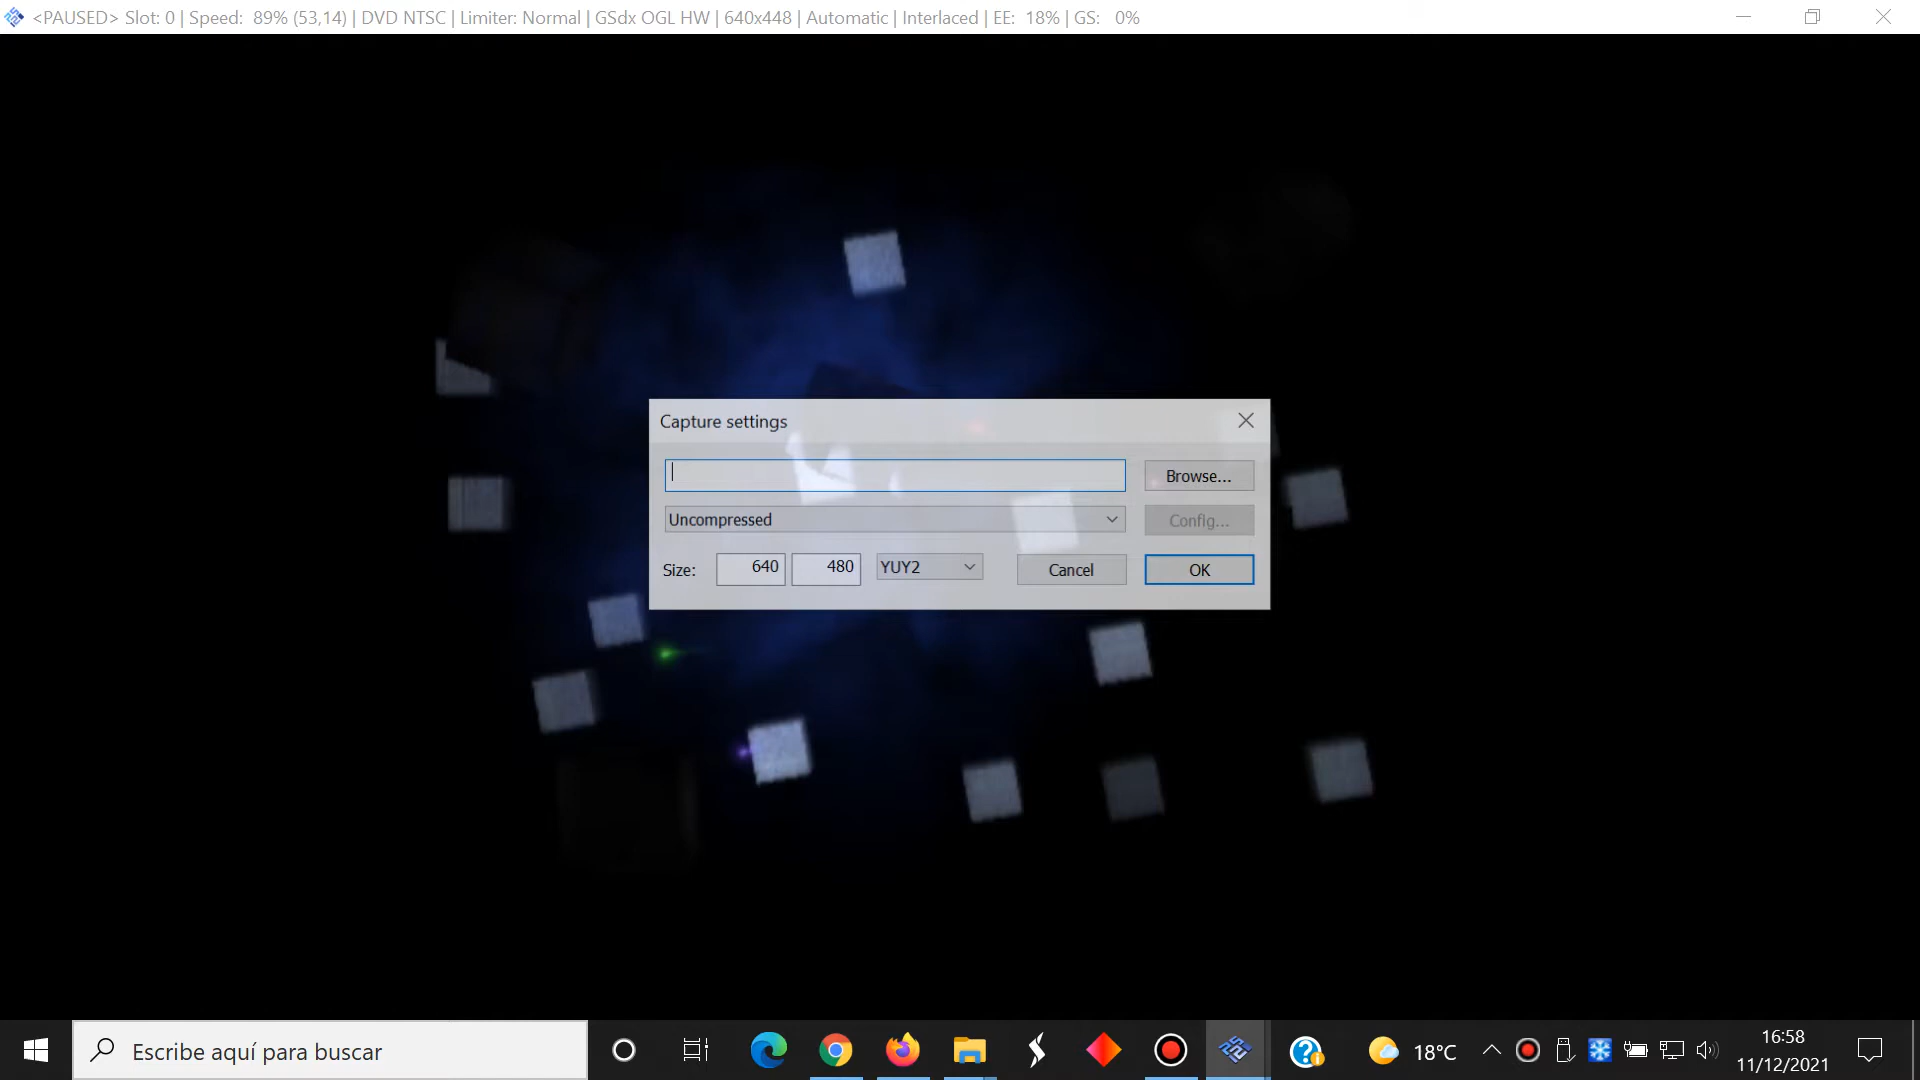 <PAUSED> Slot: 0 | Speed: 89% (53,14) | DVD NTSC | Limiter: Normal | GSdx OGL HW | 640x448 | Automatic | Interlaced | EE: 18% | GS: 0%
Capture settings
Browse...
Uncompressed
Config...
Size: 640 480 YUY2 Cancel OK
Escribe aquí para buscar
18°C
16:58
11/12/2021